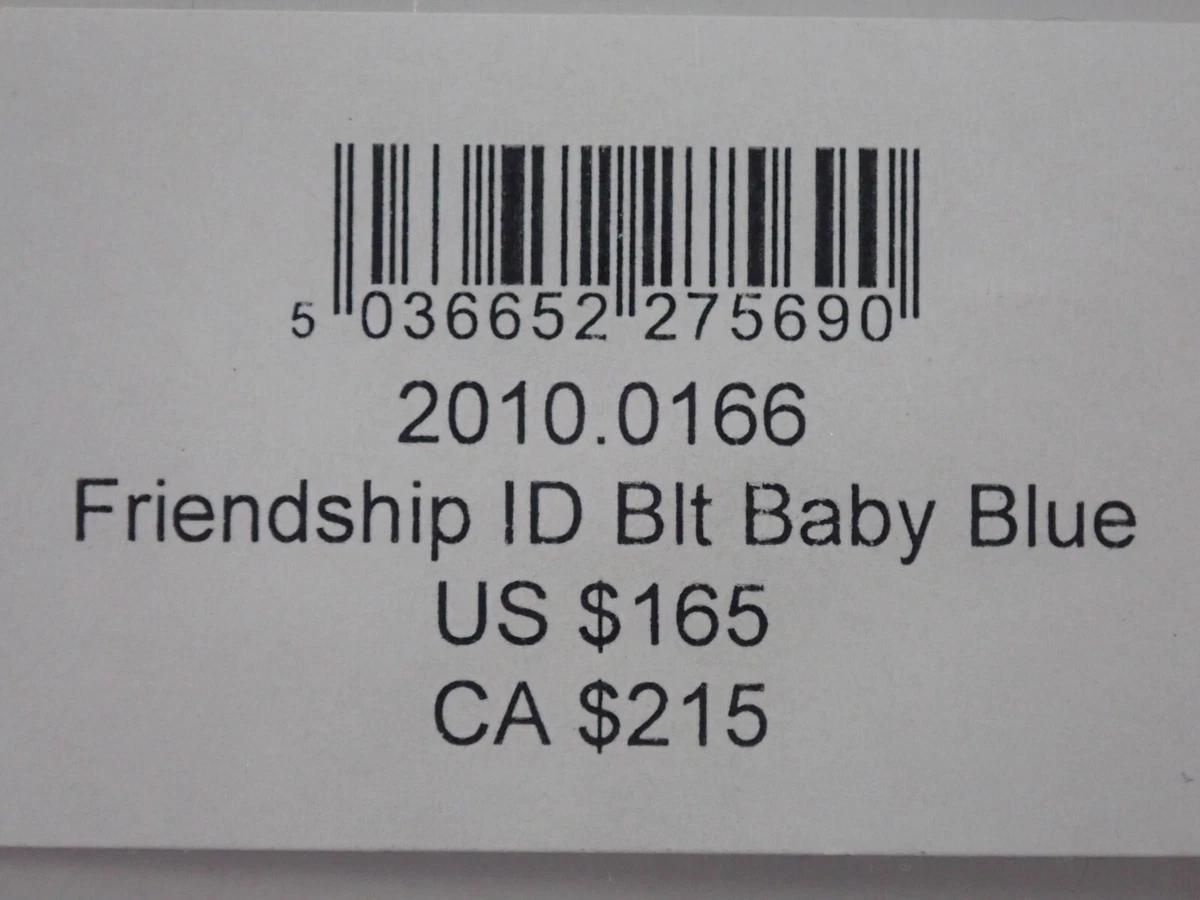 5 036652 275690
2010.0166
Friendship ID Blt Baby Blue
US $165
CA $215